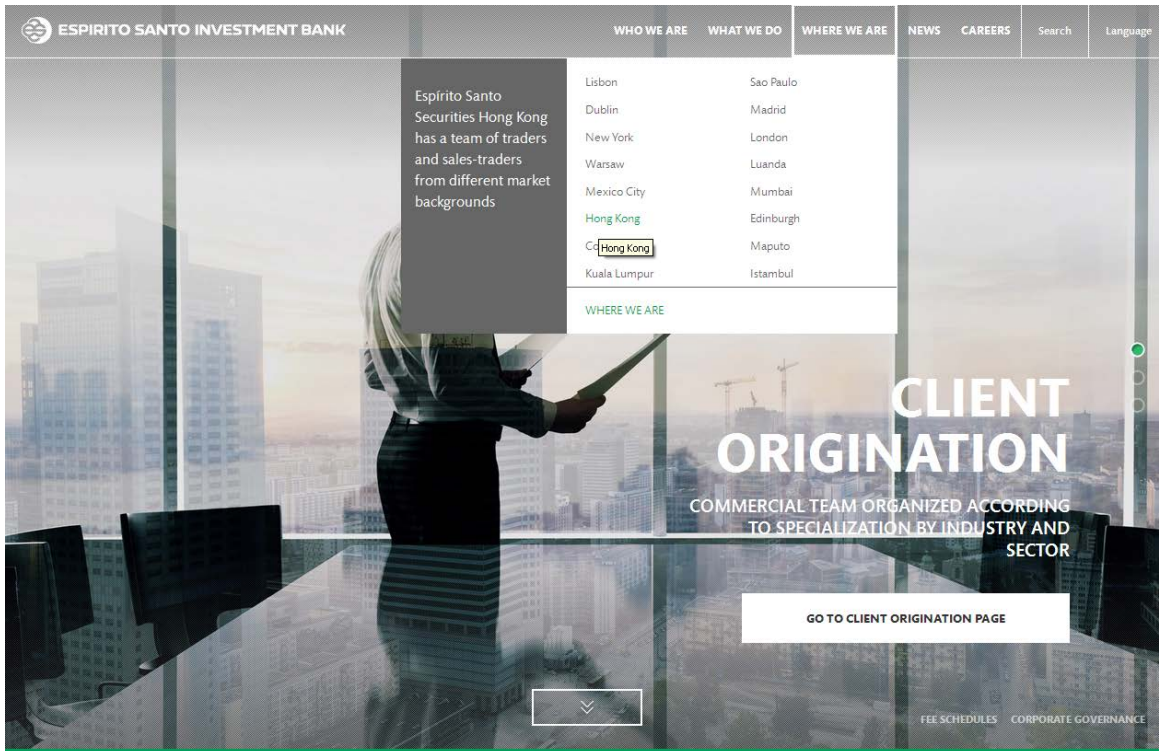 ESPIRITO SANTO INVESTMENT BANK
WHO WE ARE
WHAT WE DO
WHERE WE ARE
NEWS
CAREERS
Search
Language
Espírito Santo
Securities Hong Kong
has a team of traders
and sales-traders
from different market
backgrounds
Lisbon
Dublin
New York
Warsaw
Mexico City
Hong Kong
Co
Hong Kong
Kuala Lumpur
Sao Paulo
Madrid
London
Luanda
Mumbai
Edinburgh
Maputo
Istambul
WHERE WE ARE
CLIENT
ORIGINATION
COMMERCIAL TEAM ORGANIZED ACCORDING
TO SPECIALIZATION BY INDUSTRY AND
SECTOR
GO TO CLIENT ORIGINATION PAGE
FEE SCHEDULES
CORPORATE GOVERNANCE